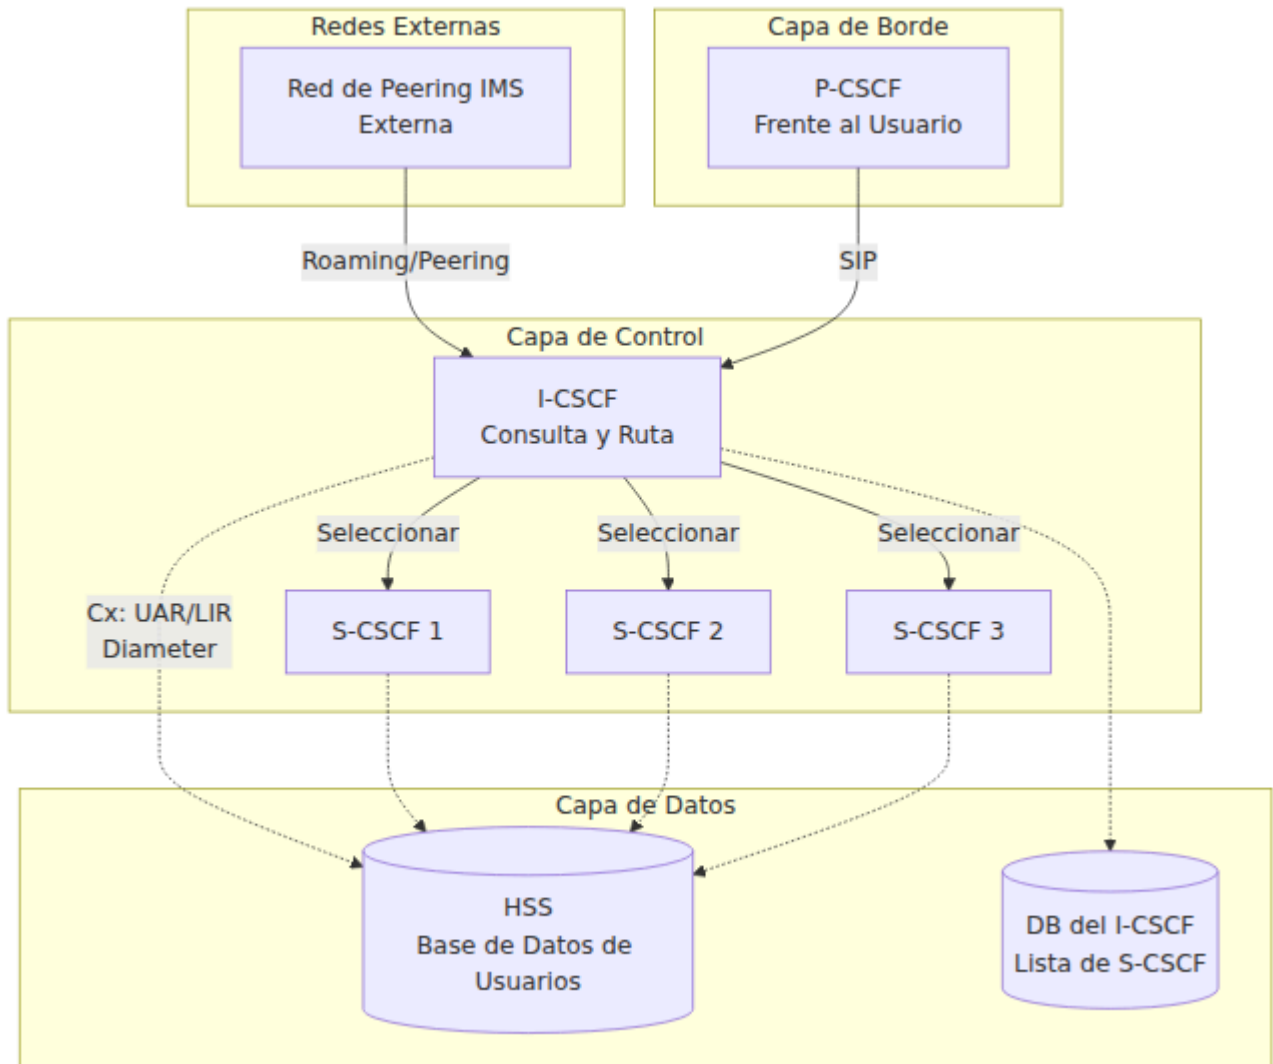 Redes Externas
Capa de Borde
Red de Peering IMS
Externa
P-CSCF
Frente al Usuario
Roaming/Peering
SIP
Capa de Control
I-CSCF
Consulta y Ruta
Seleccionar
Seleccionar
Seleccionar
Cx: UAR/LIR
Diameter
S-CSCF 1
S-CSCF 2
S-CSCF 3
Capa de Datos
HSS
Base de Datos de
Usuarios
DB del I-CSCF
Lista de S-CSCF